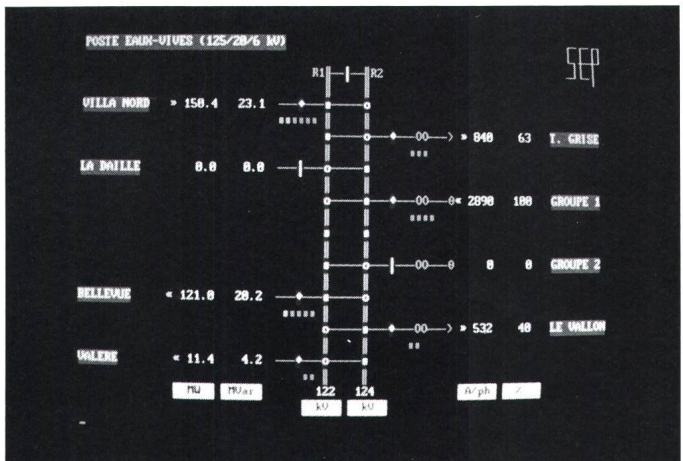 POSTE EAUX-VIVES (125/20/6 kV)
SEP
R1 R2
VILLA NORD » 150.4 23.1
» 840 63 T. GRISE
LA DAILLE 0.0 0.0
« 2890 100 GROUPE 1
0 0 GROUPE 2
BELLEVUE « 121.0 20.2
» 532 40 LE VALLON
VALERE « 11.4 4.2
MW MVar 122 124 A/ph %
kV kV